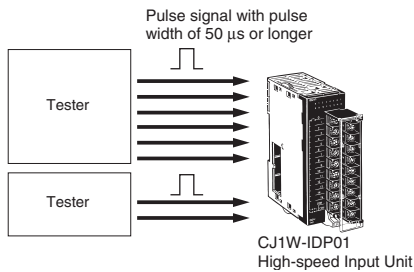 Pulse signal with pulse
width of 50 µs or longer
Tester
Tester
CJ1W-IDP01
High-speed Input Unit